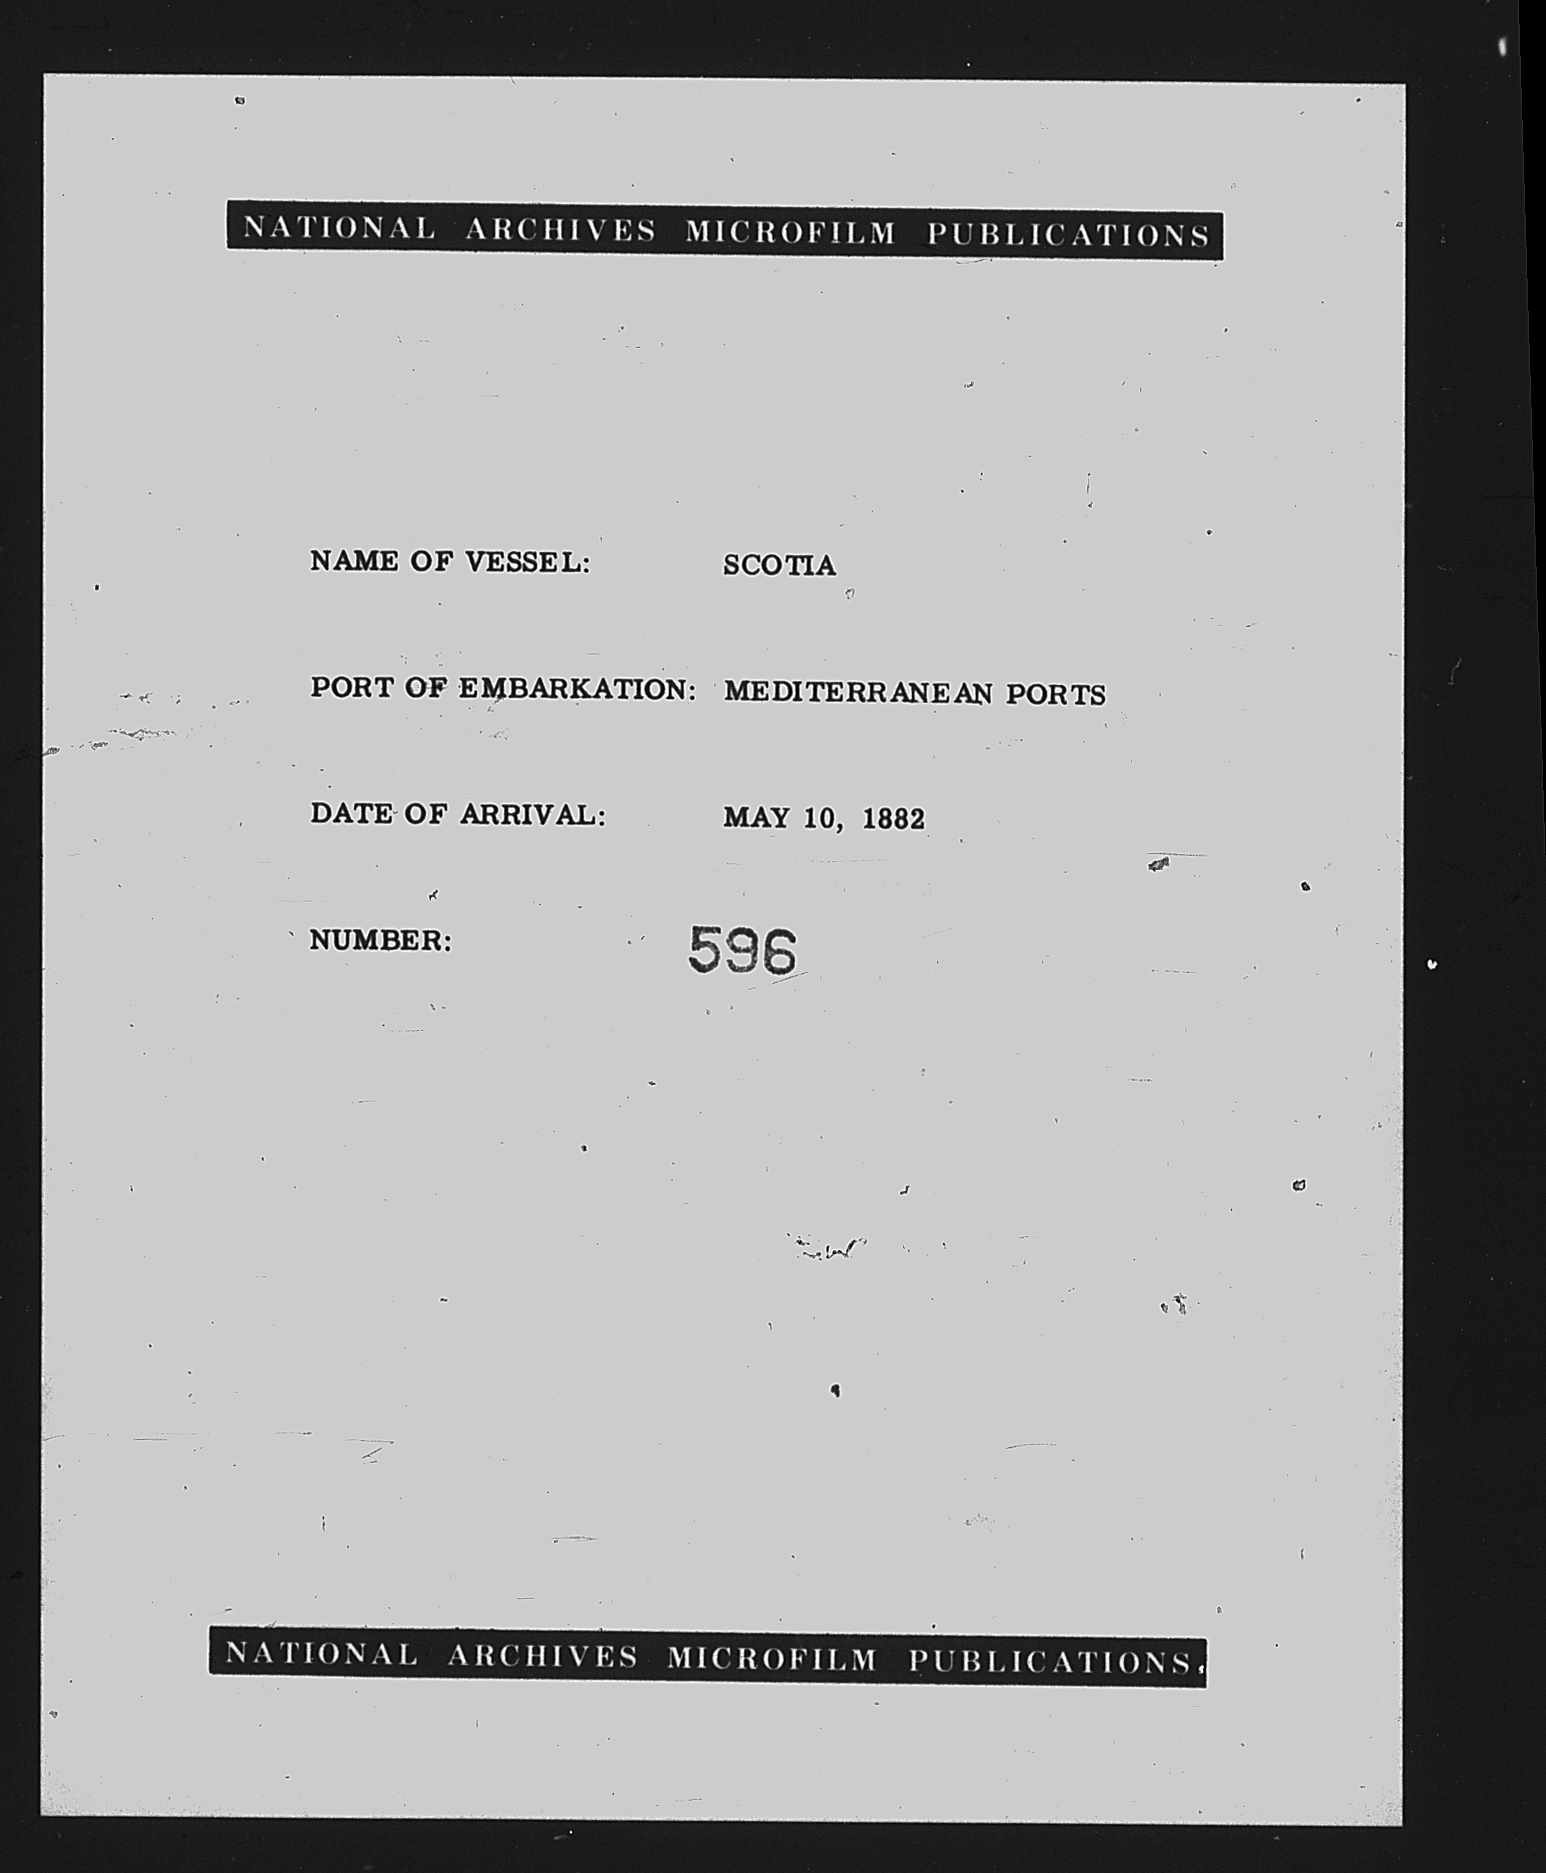 NATIONAL ARCHIVES MICROFILM PUBLICATIONS
NAME OF VESSEL: SCOTIA
PORT OF EMBARKATION: MEDITERRANEAN PORTS
DATE OF ARRIVAL: MAY 10, 1882
NUMBER: 596
NATIONAL ARCHIVES MICROFILM PUBLICATIONS